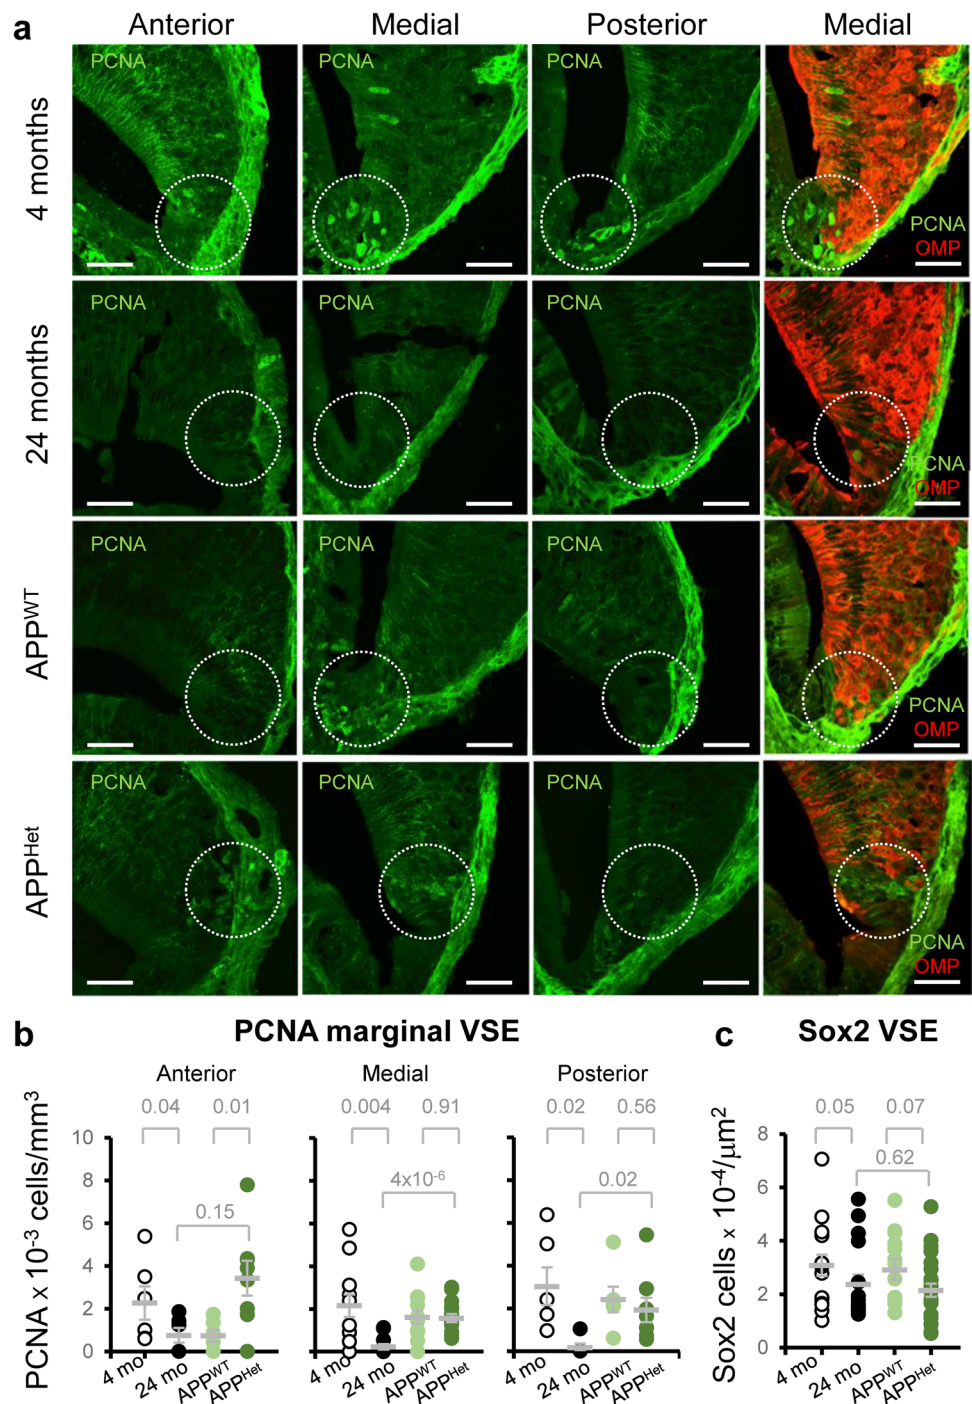 a
Anterior Medial Posterior Medial
4 months
PCNA PCNA PCNA
PCNA
OMP
24 months
PCNA PCNA PCNA
PCNA
OMP
APPWT
PCNA PCNA PCNA
PCNA
OMP
APPHet
PCNA PCNA PCNA
PCNA
OMP
b PCNA marginal VSE
Anterior Medial Posterior
PCNA x 10-3 cells/mm3
0.04 0.01 0.004 0.91 0.02 0.56
0.15 4x10-6 0.02
10
8
6
4
2
0
4 mo 24 mo APPWT APPHet
4 mo 24 mo APPWT APPHet
4 mo 24 mo APPWT APPHet
c Sox2 VSE
Sox2 cells x 10-4/μm2
0.05 0.07
0.62
8
6
4
2
0
4 mo 24 mo APPWT APPHet